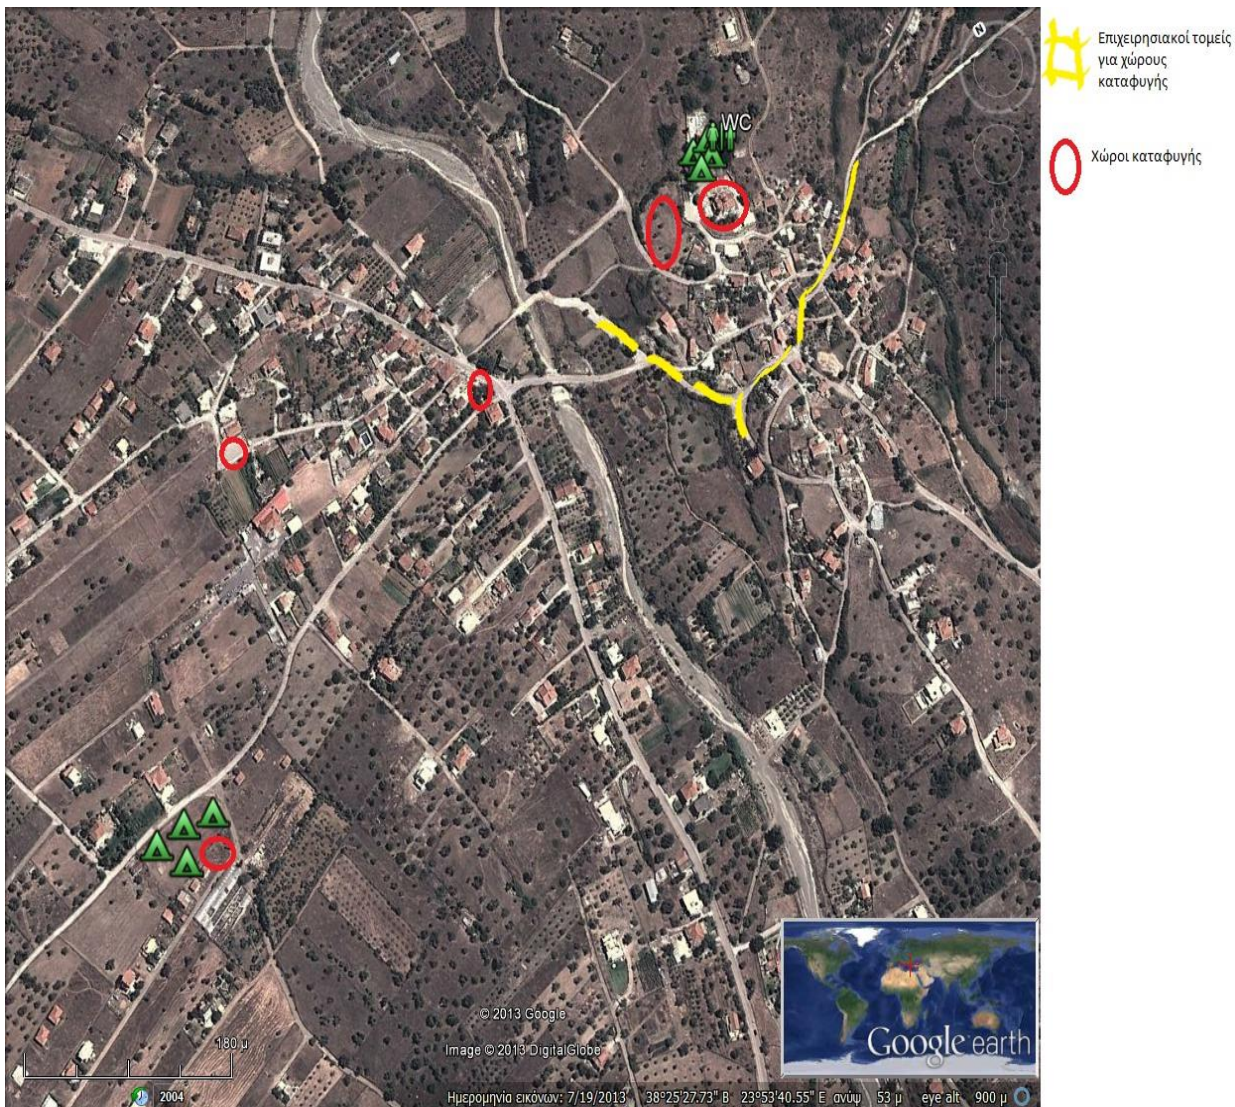 N
Επιχειρησιακοί τομείς
για χώρους
καταφυγής
WC
Χώροι καταφυγής
© 2013 Google
Image © 2013 DigitalGlobe
180 μ
Google earth
2004
Ημερομηνία εικόνων: 7/19/2013 38°25'27.73" Β 23°53'40.55" Ε ανύψ 53 μ eye alt 900 μ